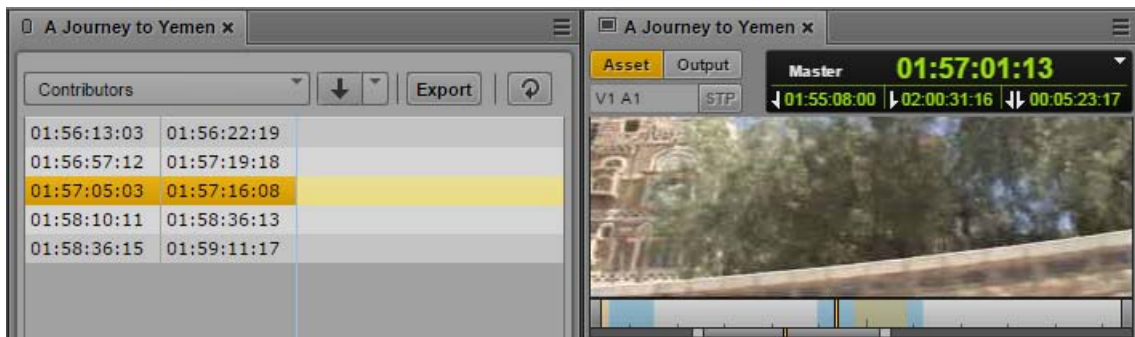 A Journey to Yemen ×
Contributors
Export
01:56:13:03 01:56:22:19
01:56:57:12 01:57:19:18
01:57:05:03 01:57:16:08
01:58:10:11 01:58:36:13
01:58:36:15 01:59:11:17
A Journey to Yemen ×
Asset Output
Master 01:57:01:13
V1 A1 STP
01:55:08:00 02:00:31:16 00:05:23:17